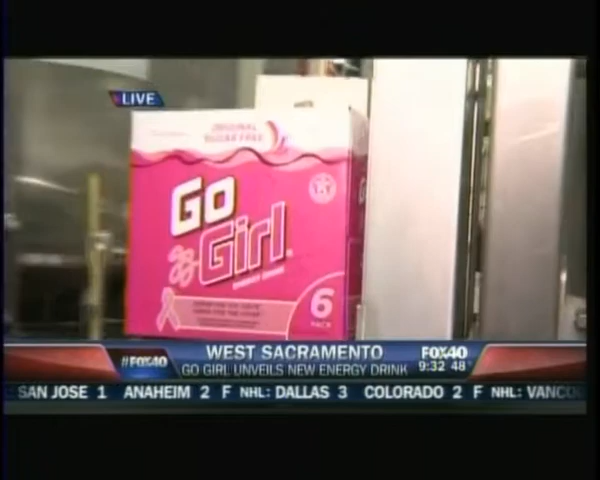 LIVE
ORIGINAL
SUGAR FREE
Go
Girl
6
PACK
#FOX40
WEST SACRAMENTO
GO GIRL UNVEILS NEW ENERGY DRINK
FOX40
9:32 48°
SAN JOSE 1 ANAHEIM 2 F NHL: DALLAS 3 COLORADO 2 F NHL: VANCO